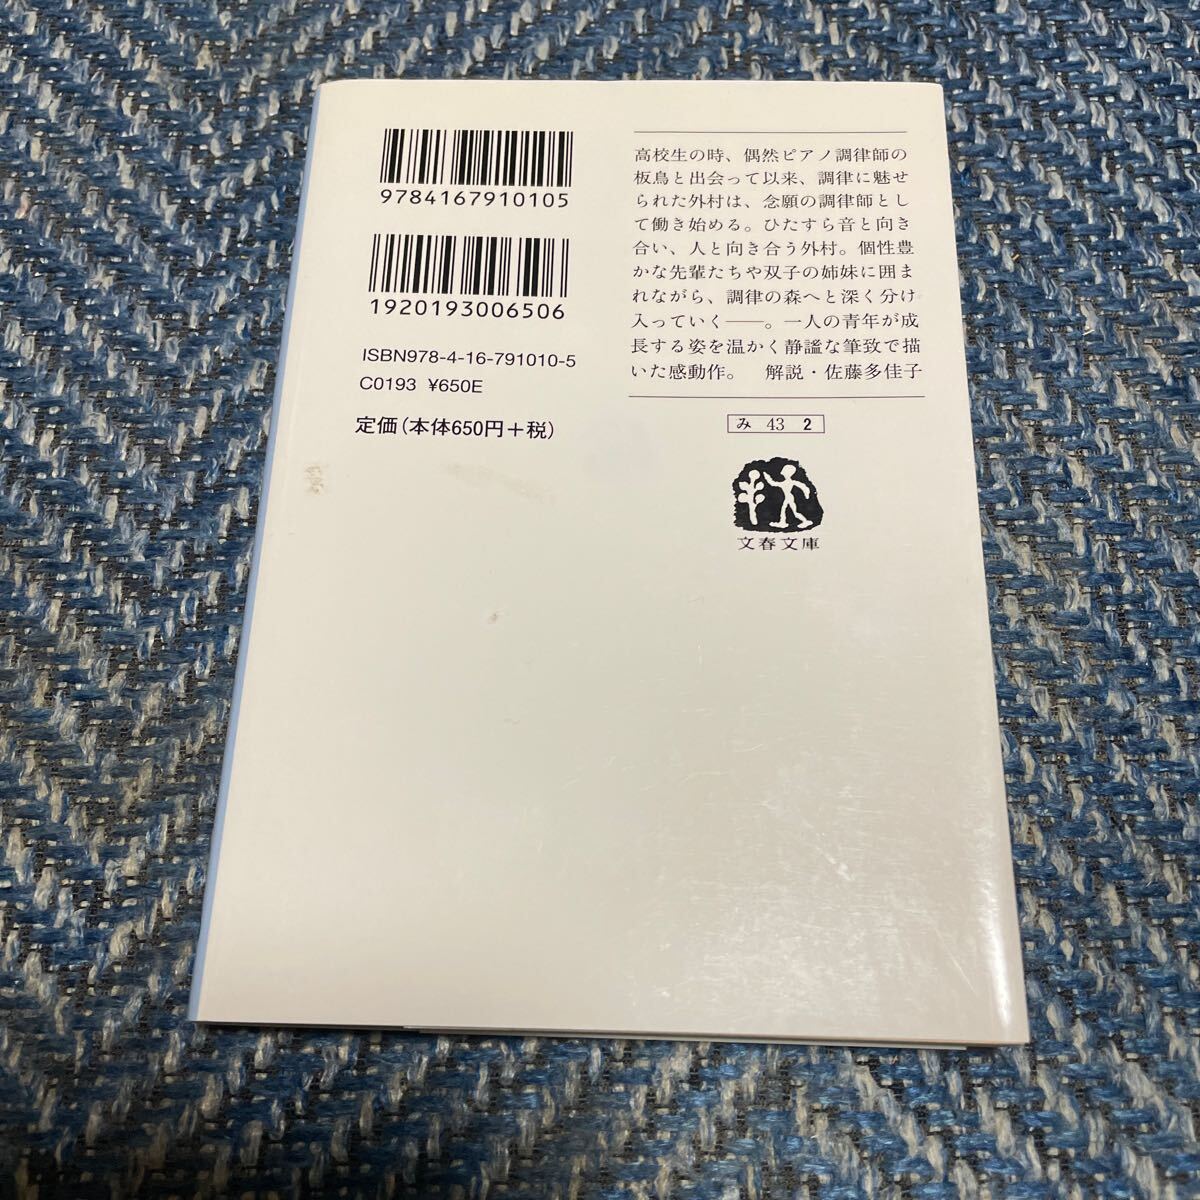 9784167910105
1920193006506
ISBN978-4-16-791010-5
C0193 ¥650E
定価(本体650円+税)
高校生の時、偶然ピアノ調律師の
板鳥と出会って以来、調律に魅せ
られた外村は、念願の調律師とし
て働き始める。ひたすら音と向き
合い、人と向き合う外村。個性豊
かな先輩たちや双子の姉妹に囲ま
れながら、調律の森へと深く分け
入っていく――。一人の青年が成
長する姿を温かく静謐な筆致で描
いた感動作。 解説・佐藤多佳子
み 43 2
文春文庫